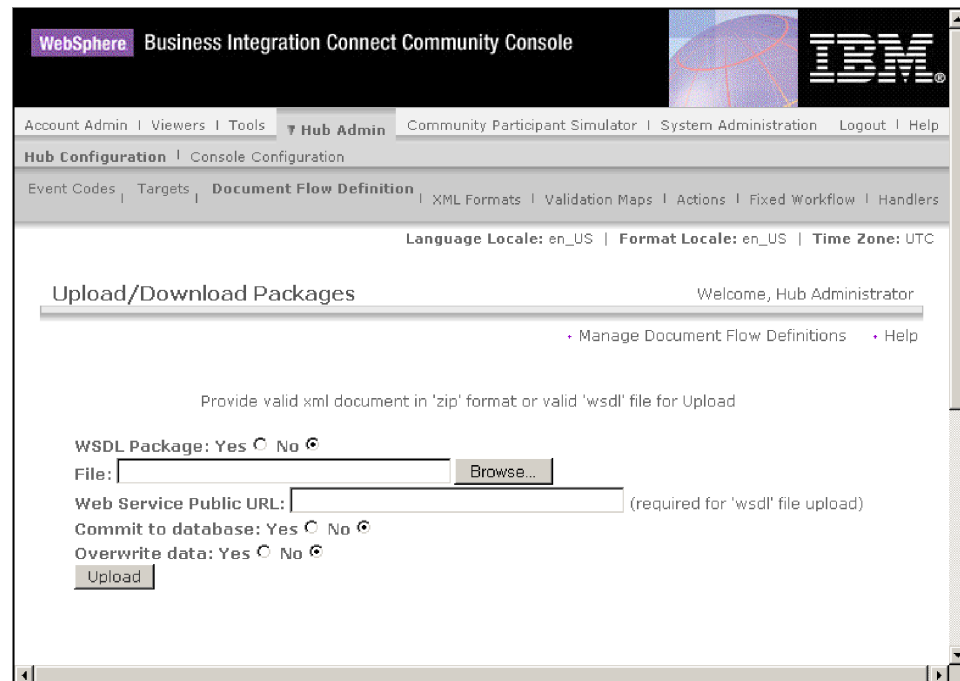 WebSphere Business Integration Connect Community Console
IBM®
Account Admin | Viewers | Tools Hub Admin Community Participant Simulator | System Administration Logout | Help
Hub Configuration | Console Configuration
Event Codes | Targets | Document Flow Definition | XML Formats | Validation Maps | Actions | Fixed Workflow | Handlers
Language Locale: en_US | Format Locale: en_US | Time Zone: UTC
Upload/Download Packages Welcome, Hub Administrator
Manage Document Flow Definitions Help
Provide valid xml document in 'zip' format or valid 'wsdl' file for Upload
WSDL Package: Yes No
File: Browse...
Web Service Public URL: (required for 'wsdl' file upload)
Commit to database: Yes No
Overwrite data: Yes No
Upload